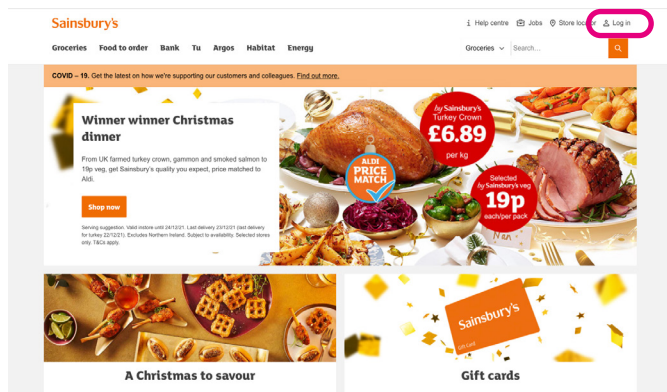 Sainsbury's
Help centre Jobs Store locator Log in
Groceries Food to order Bank Tu Argos Habitat Energy Groceries Search...
COVID – 19. Get the latest on how we're supporting our customers and colleagues. Find out more.
Winner winner Christmas
dinner
From UK farmed turkey crown, gammon and smoked salmon to
19p veg, get Sainsbury's quality you expect, price matched to
Aldi.
Shop now
Serving suggestion. Valid instore until 24/12/21. Last delivery 23/12/21 (last delivery
for turkey 22/12/21). Excludes Northern Ireland. Subject to availability. Selected stores
only. T&Cs apply.
by Sainsbury's
Turkey Crown
£6.89
per kg
ALDI
PRICE
MATCH
Selected
by Sainsbury's veg
19p
each/per pack
Sainsbury's
Gift Card
A Christmas to savour
Gift cards